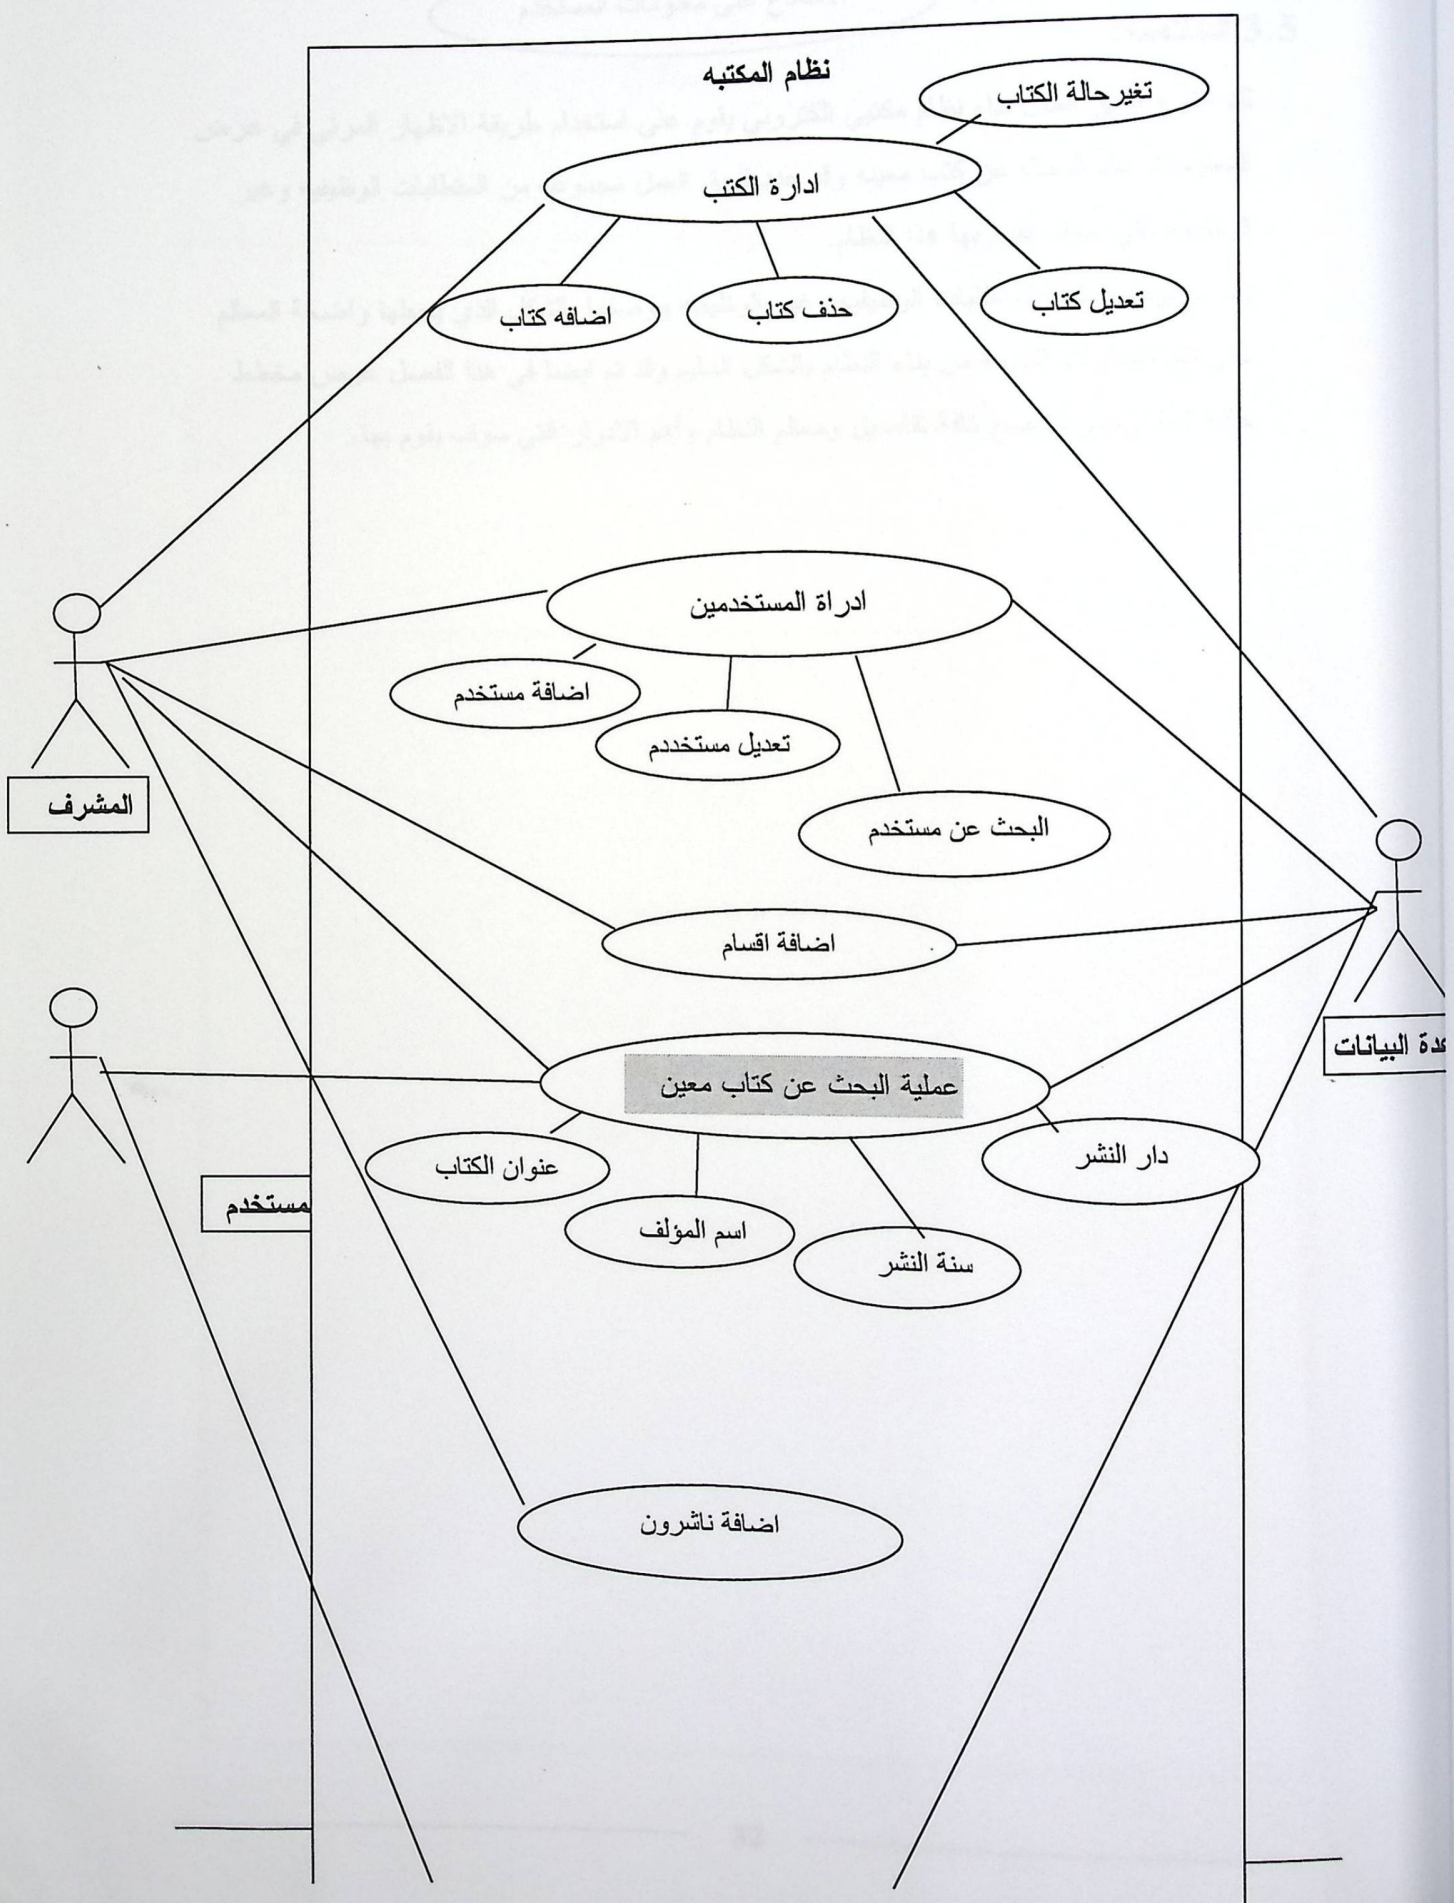 نظام المكتبه
تغيرحالة الكتاب
ادارة الكتب
تعديل كتاب
حذف كتاب
اضافه كتاب
ادراة المستخدمين
اضافة مستخدم
تعديل مستخددم
البحث عن مستخدم
المشرف
اضافة اقسام
عدة البيانات
عملية البحث عن كتاب معين
دار النشر
عنوان الكتاب
مستخدم
اسم المؤلف
سنة النشر
اضافة ناشرون